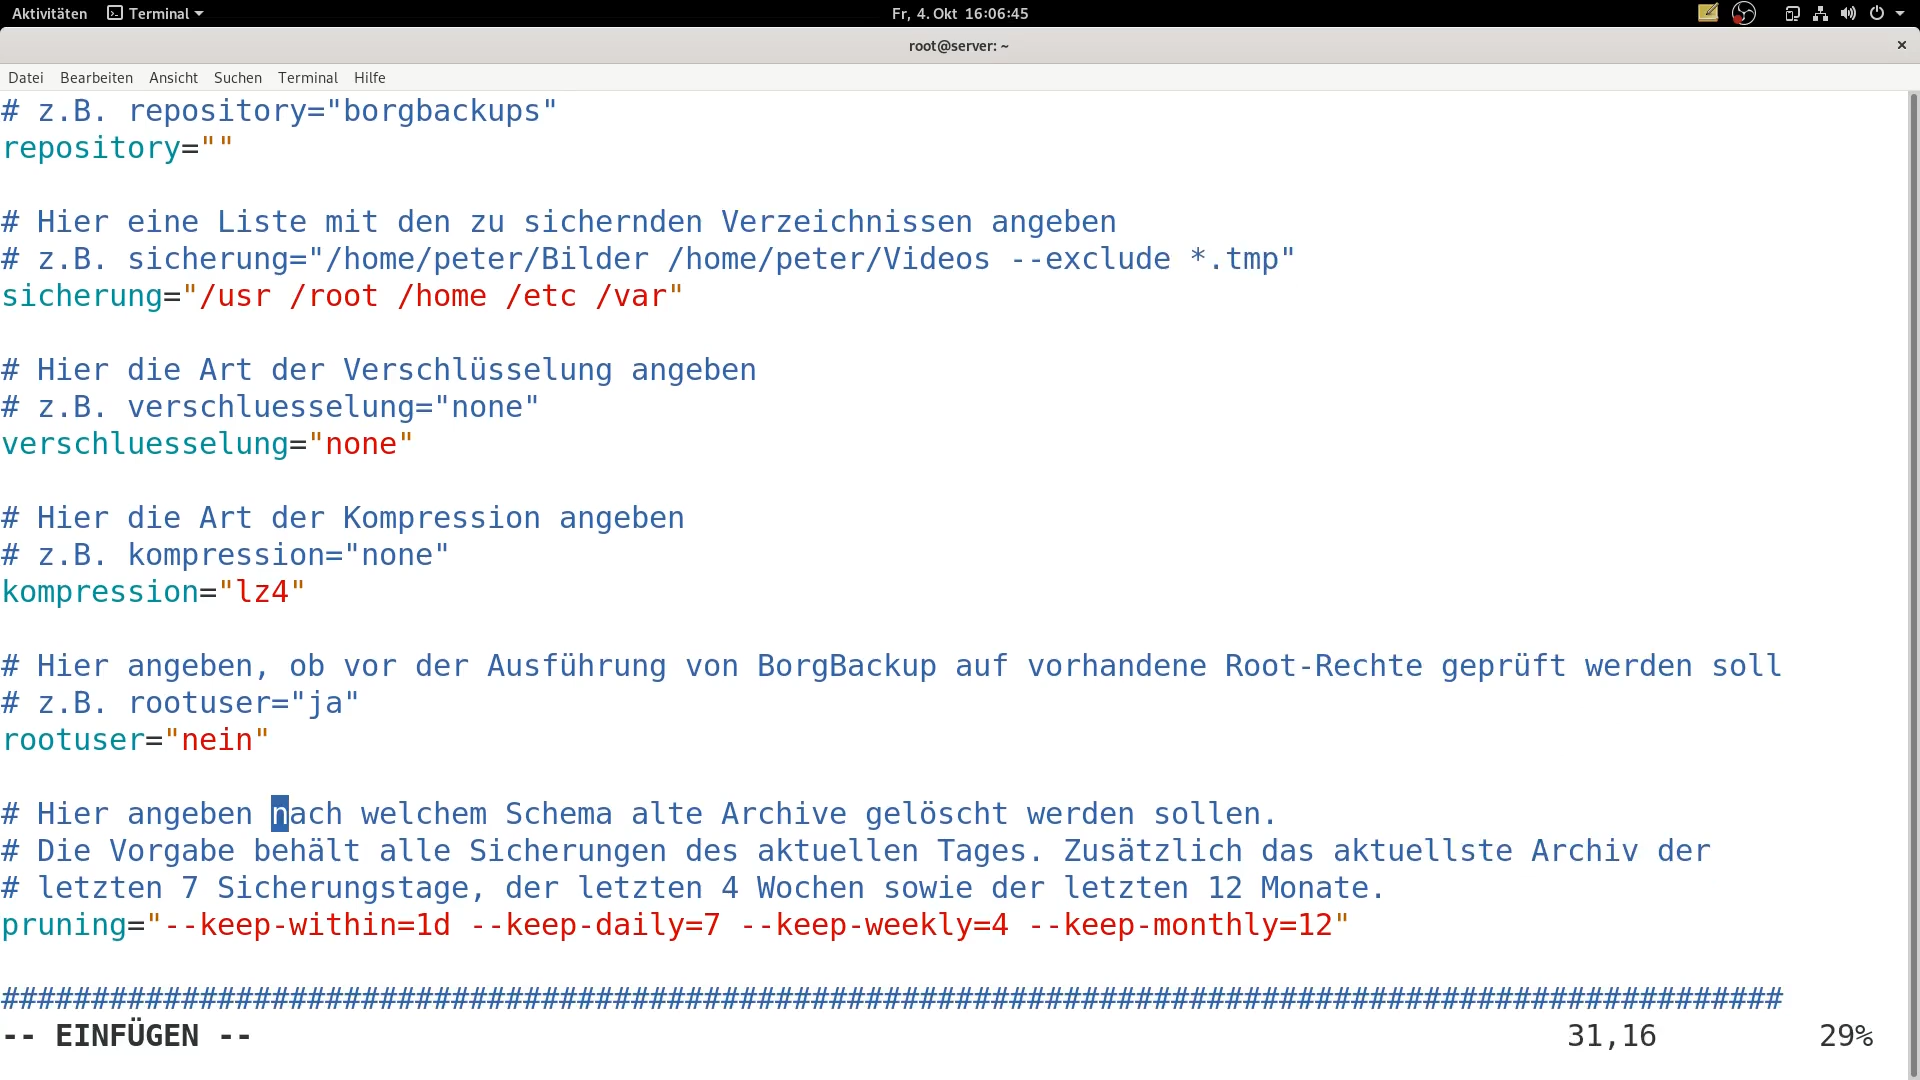 Aktivitäten Terminal Fr, 4. Okt 16:06:45
root@server: ~ ×
Datei Bearbeiten Ansicht Suchen Terminal Hilfe
# z.B. repository="borgbackups"
repository=""
# Hier eine Liste mit den zu sichernden Verzeichnissen angeben
# z.B. sicherung="/home/peter/Bilder /home/peter/Videos --exclude *.tmp"
sicherung="/usr /root /home /etc /var"
# Hier die Art der Verschlüsselung angeben
# z.B. verschluesselung="none"
verschluesselung="none"
# Hier die Art der Kompression angeben
# z.B. kompression="none"
kompression="lz4"
# Hier angeben, ob vor der Ausführung von BorgBackup auf vorhandene Root-Rechte geprüft werden soll
# z.B. rootuser="ja"
rootuser="nein"
# Hier angeben nach welchem Schema alte Archive gelöscht werden sollen.
# Die Vorgabe behält alle Sicherungen des aktuellen Tages. Zusätzlich das aktuellste Archiv der
# letzten 7 Sicherungstage, der letzten 4 Wochen sowie der letzten 12 Monate.
pruning="--keep-within=1d --keep-daily=7 --keep-weekly=4 --keep-monthly=12"
###################################################################################################
-- EINFÜGEN -- 31,16 29%